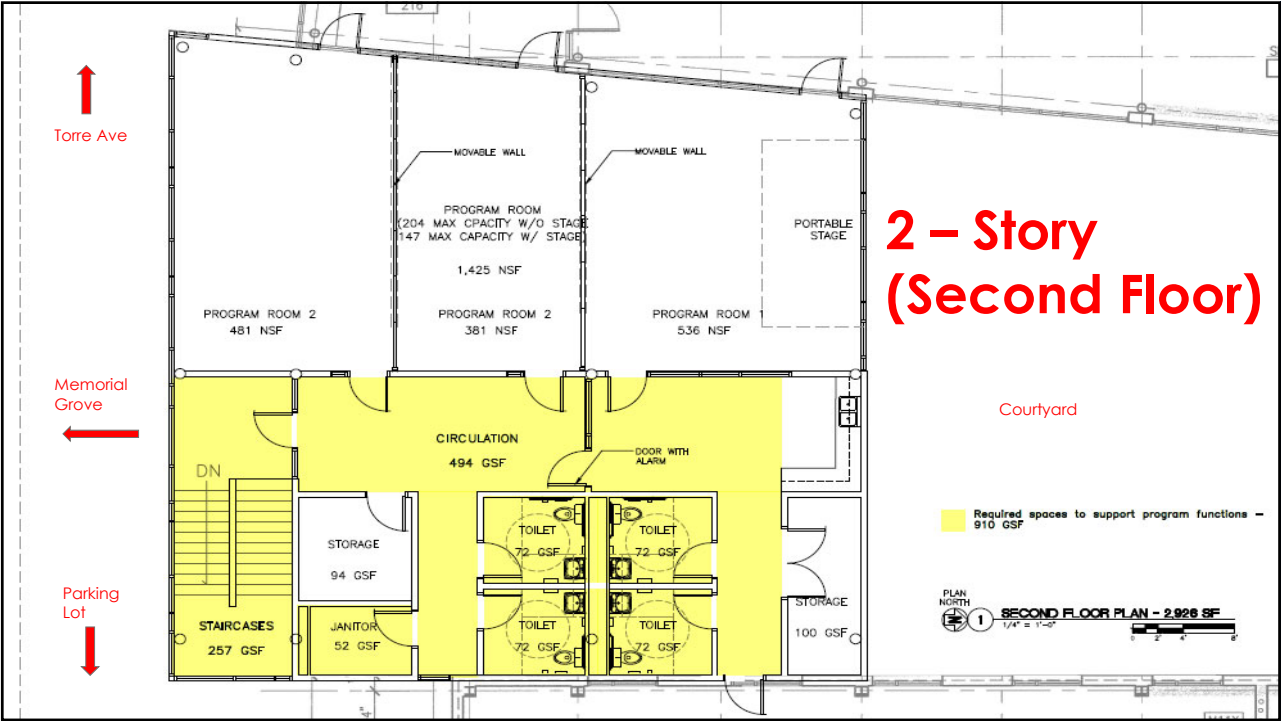 216
Torre Ave
MOVABLE WALL
MOVABLE WALL
PROGRAM ROOM
(204 MAX CPACITY W/O STAGE
147 MAX CAPACITY W/ STAGE)
1,425 NSF
PORTABLE
STAGE
2 – Story
(Second Floor)
PROGRAM ROOM 2
481 NSF
PROGRAM ROOM 2
381 NSF
PROGRAM ROOM 1
536 NSF
Memorial
Grove
Courtyard
CIRCULATION
494 GSF
DOOR WITH
ALARM
DN
Required spaces to support program functions –
910 GSF
TOILET
72 GSF
TOILET
72 GSF
STORAGE
94 GSF
Parking
Lot
PLAN
NORTH
1
SECOND FLOOR PLAN - 2,926 SF
1/4" = 1'-0"
0 2' 4' 8'
STORAGE
100 GSF
STAIRCASES
257 GSF
JANITOR
52 GSF
TOILET
72 GSF
TOILET
72 GSF